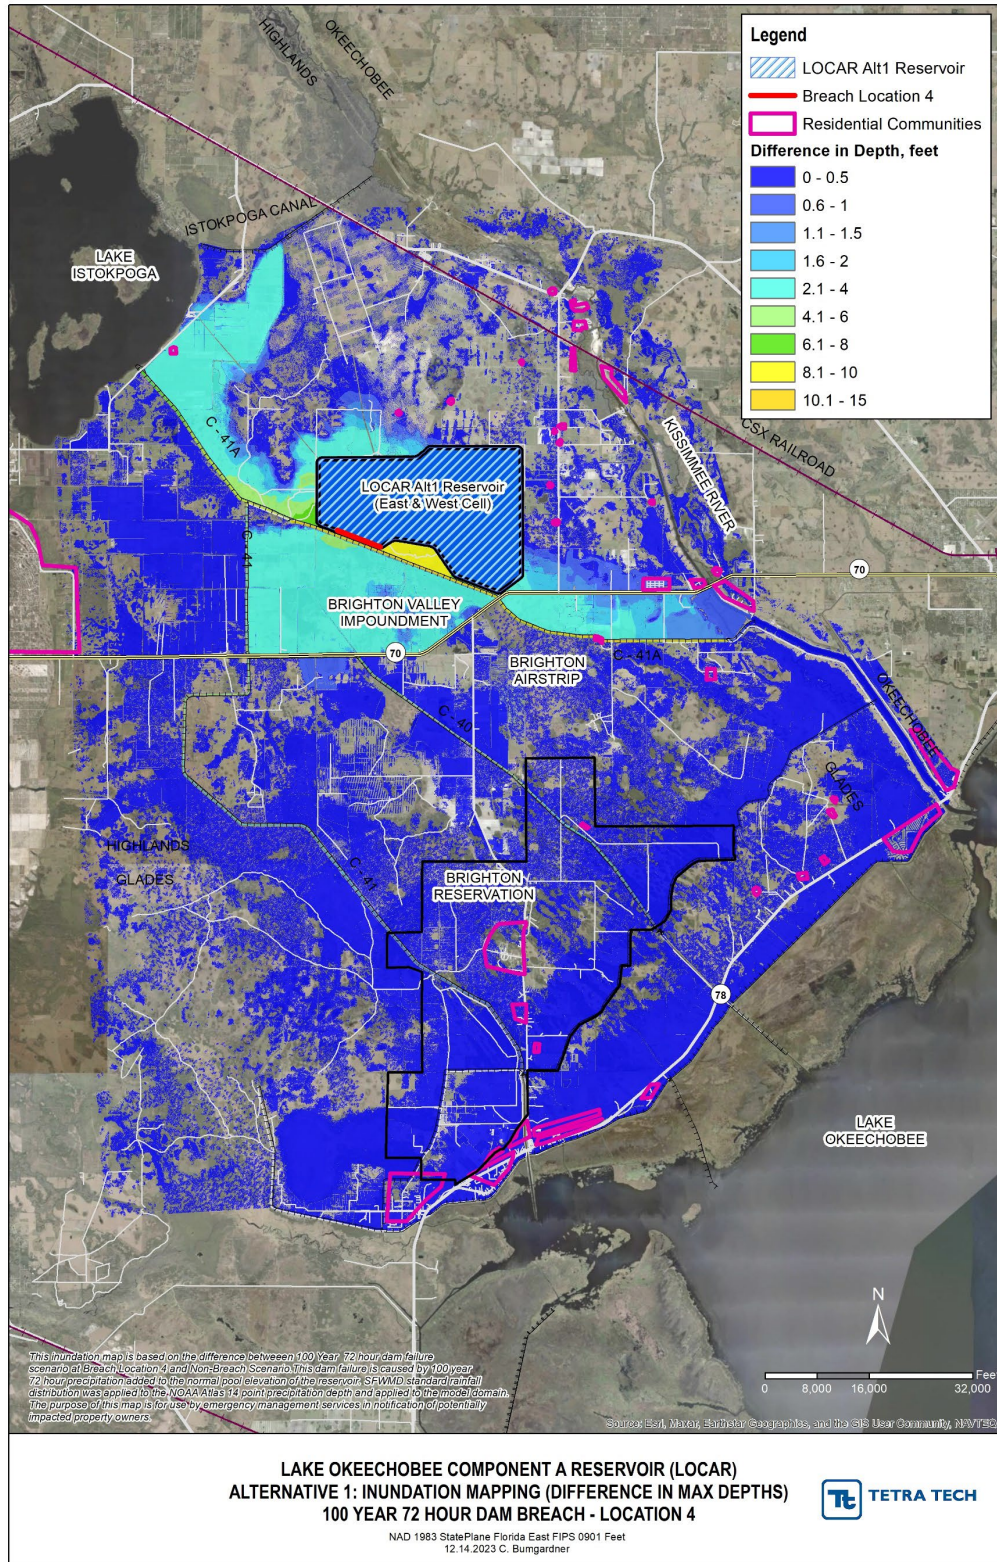 Legend
LOCAR Alt1 Reservoir
Breach Location 4
Residential Communities
Difference in Depth, feet
0 - 0.5
0.6 - 1
1.1 - 1.5
1.6 - 2
2.1 - 4
4.1 - 6
6.1 - 8
8.1 - 10
10.1 - 15
OKEECHOBEE
HIGHLANDS
ISTOKPOGA CANAL
LAKE
ISTOKPOGA
C - 41A
KISSIMMEE RIVER
CSX RAILROAD
LOCAR Alt1 Reservoir
(East & West Cell)
C - 41
70
BRIGHTON VALLEY
IMPOUNDMENT
70
BRIGHTON
AIRSTRIP
C - 41A
OKEECHOBEE
GLADES
C - 40
HIGHLANDS
GLADES
C - 41
BRIGHTON
RESERVATION
78
LAKE
OKEECHOBEE
N
Feet
0 8,000 16,000 32,000
This inundation map is based on the difference betweeen 100 Year 72 hour dam failure
scenario at Breach Location 4 and Non-Breach Scenario.This dam failure is caused by 100 year
72 hour precipitation added to the normal pool elevation of the reservoir. SFWMD standard rainfall
distribution was applied to the NOAA Atlas 14 point precipitation depth and applied to the model domain.
The purpose of this map is for use by emergency management services in notification of potentially
impacted property owners.
Source: Esri, Maxar, Earthstar Geographics, and the GIS User Community, NAVTEQ
LAKE OKEECHOBEE COMPONENT A RESERVOIR (LOCAR)
ALTERNATIVE 1: INUNDATION MAPPING (DIFFERENCE IN MAX DEPTHS)
100 YEAR 72 HOUR DAM BREACH - LOCATION 4
NAD 1983 StatePlane Florida East FIPS 0901 Feet
12.14.2023 C. Bumgardner
Tt TETRA TECH